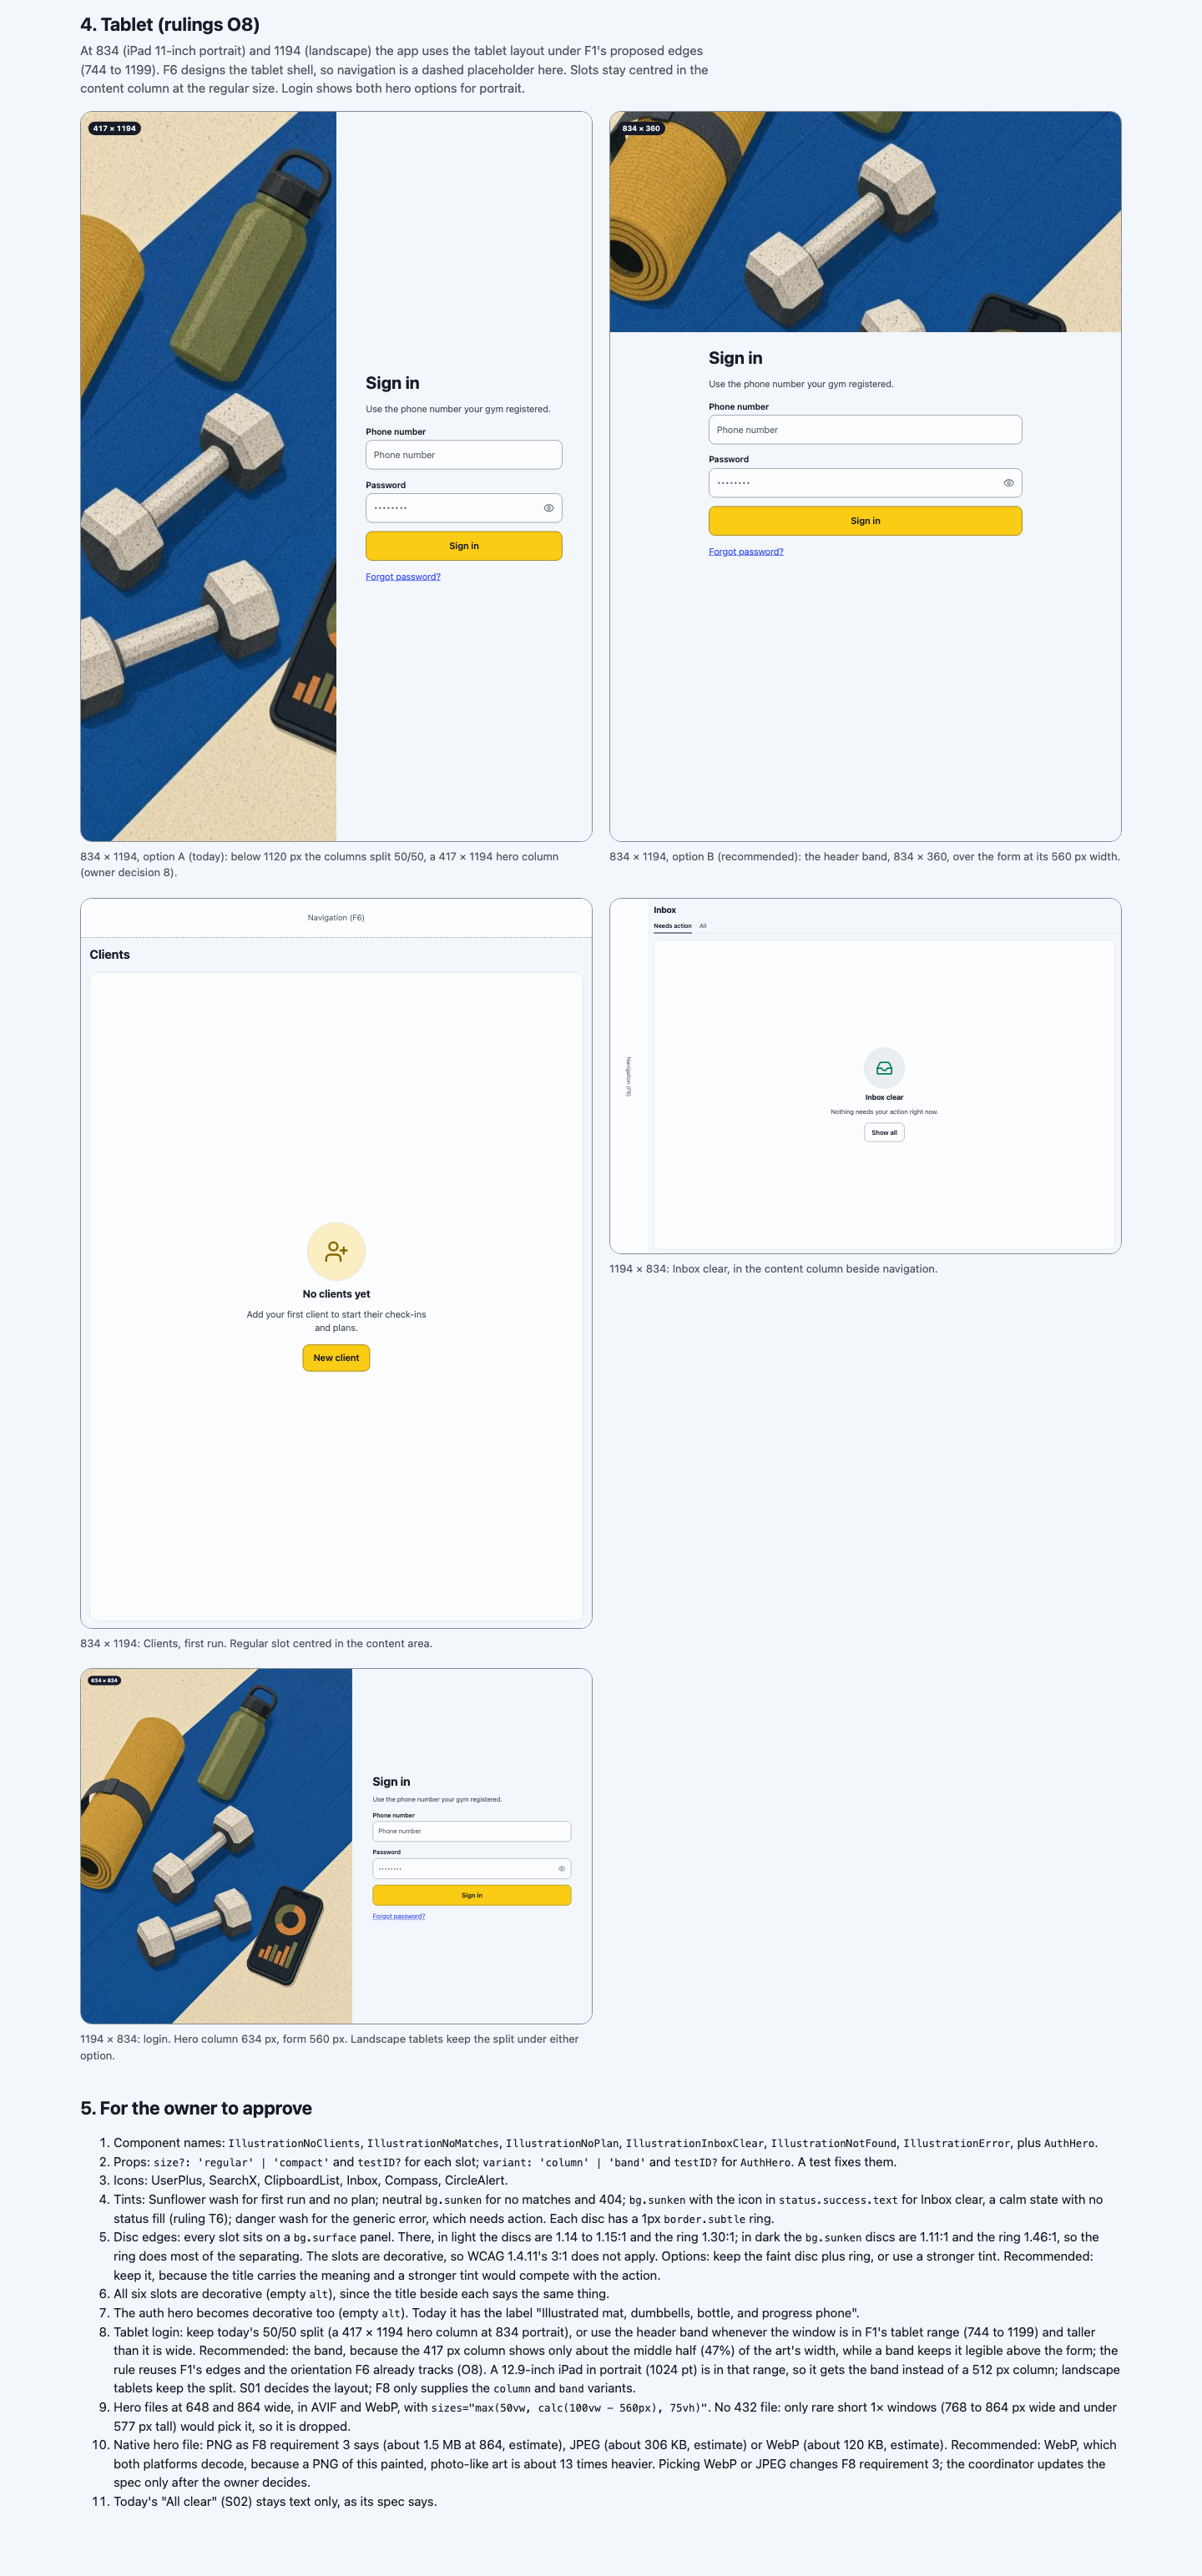 4. Tablet (rulings O8)
At 834 (iPad 11-inch portrait) and 1194 (landscape) the app uses the tablet layout under F1's proposed edges
(744 to 1199). F6 designs the tablet shell, so navigation is a dashed placeholder here. Slots stay centred in the
content column at the regular size. Login shows both hero options for portrait.
417 × 1194
Sign in
Use the phone number your gym registered.
Phone number
Phone number
Password
••••••••
Sign in
Forgot password?
834 × 1194, option A (today): below 1120 px the columns split 50/50, a 417 × 1194 hero column
(owner decision 8).
834 × 360
Sign in
Use the phone number your gym registered.
Phone number
Phone number
Password
••••••••
Sign in
Forgot password?
834 × 1194, option B (recommended): the header band, 834 × 360, over the form at its 560 px width.
Navigation (F6)
Clients
No clients yet
Add your first client to start their check-ins
and plans.
New client
834 × 1194: Clients, first run. Regular slot centred in the content area.
Navigation (F6)
Inbox
Needs action All
Inbox clear
Nothing needs your action right now.
Show all
1194 × 834: Inbox clear, in the content column beside navigation.
634 × 834
Sign in
Use the phone number your gym registered.
Phone number
Phone number
Password
••••••••
Sign in
Forgot password?
1194 × 834: login. Hero column 634 px, form 560 px. Landscape tablets keep the split under either
option.
5. For the owner to approve
1. Component names: IllustrationNoClients, IllustrationNoMatches, IllustrationNoPlan, IllustrationInboxClear, IllustrationNotFound, IllustrationError, plus AuthHero.
2. Props: size?: 'regular' | 'compact' and testID? for each slot; variant: 'column' | 'band' and testID? for AuthHero. A test fixes them.
3. Icons: UserPlus, SearchX, ClipboardList, Inbox, Compass, CircleAlert.
4. Tints: Sunflower wash for first run and no plan; neutral bg.sunken for no matches and 404; bg.sunken with the icon in status.success.text for Inbox clear, a calm state with no
status fill (ruling T6); danger wash for the generic error, which needs action. Each disc has a 1px border.subtle ring.
5. Disc edges: every slot sits on a bg.surface panel. There, in light the discs are 1.14 to 1.15:1 and the ring 1.30:1; in dark the bg.sunken discs are 1.11:1 and the ring 1.46:1, so the
ring does most of the separating. The slots are decorative, so WCAG 1.4.11's 3:1 does not apply. Options: keep the faint disc plus ring, or use a stronger tint. Recommended:
keep it, because the title carries the meaning and a stronger tint would compete with the action.
6. All six slots are decorative (empty alt), since the title beside each says the same thing.
7. The auth hero becomes decorative too (empty alt). Today it has the label "Illustrated mat, dumbbells, bottle, and progress phone".
8. Tablet login: keep today's 50/50 split (a 417 × 1194 hero column at 834 portrait), or use the header band whenever the window is in F1's tablet range (744 to 1199) and taller
than it is wide. Recommended: the band, because the 417 px column shows only about the middle half (47%) of the art's width, while a band keeps it legible above the form; the
rule reuses F1's edges and the orientation F6 already tracks (O8). A 12.9-inch iPad in portrait (1024 pt) is in that range, so it gets the band instead of a 512 px column; landscape
tablets keep the split. S01 decides the layout; F8 only supplies the column and band variants.
9. Hero files at 648 and 864 wide, in AVIF and WebP, with sizes="max(50vw, calc(100vw − 560px), 75vh)". No 432 file: only rare short 1× windows (768 to 864 px wide and under
577 px tall) would pick it, so it is dropped.
10. Native hero file: PNG as F8 requirement 3 says (about 1.5 MB at 864, estimate), JPEG (about 306 KB, estimate) or WebP (about 120 KB, estimate). Recommended: WebP, which
both platforms decode, because a PNG of this painted, photo-like art is about 13 times heavier. Picking WebP or JPEG changes F8 requirement 3; the coordinator updates the
spec only after the owner decides.
11. Today's "All clear" (S02) stays text only, as its spec says.